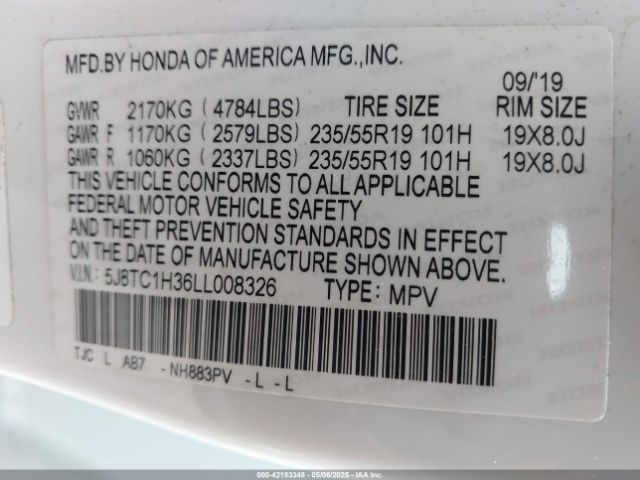 MFD.BY HONDA OF AMERICA MFG.,INC.
09/'19
GVWR 2170KG (4784LBS) TIRE SIZE RIM SIZE
GAWR F 1170KG (2579LBS) 235/55R19 101H 19X8.0J
GAWR R 1060KG (2337LBS) 235/55R19 101H 19X8.0J
THIS VEHICLE CONFORMS TO ALL APPLICABLE
FEDERAL MOTOR VEHICLE SAFETY
AND THEFT PREVENTION STANDARDS IN EFFECT
ON THE DATE OF MANUFACTURE SHOWN ABOVE.
V.I.N.: 5J8TC1H36LL008326 TYPE: MPV
TJC L AB7 -NH883PV -L -L
000-42183348 - 05/06/2025 - IAA Inc.